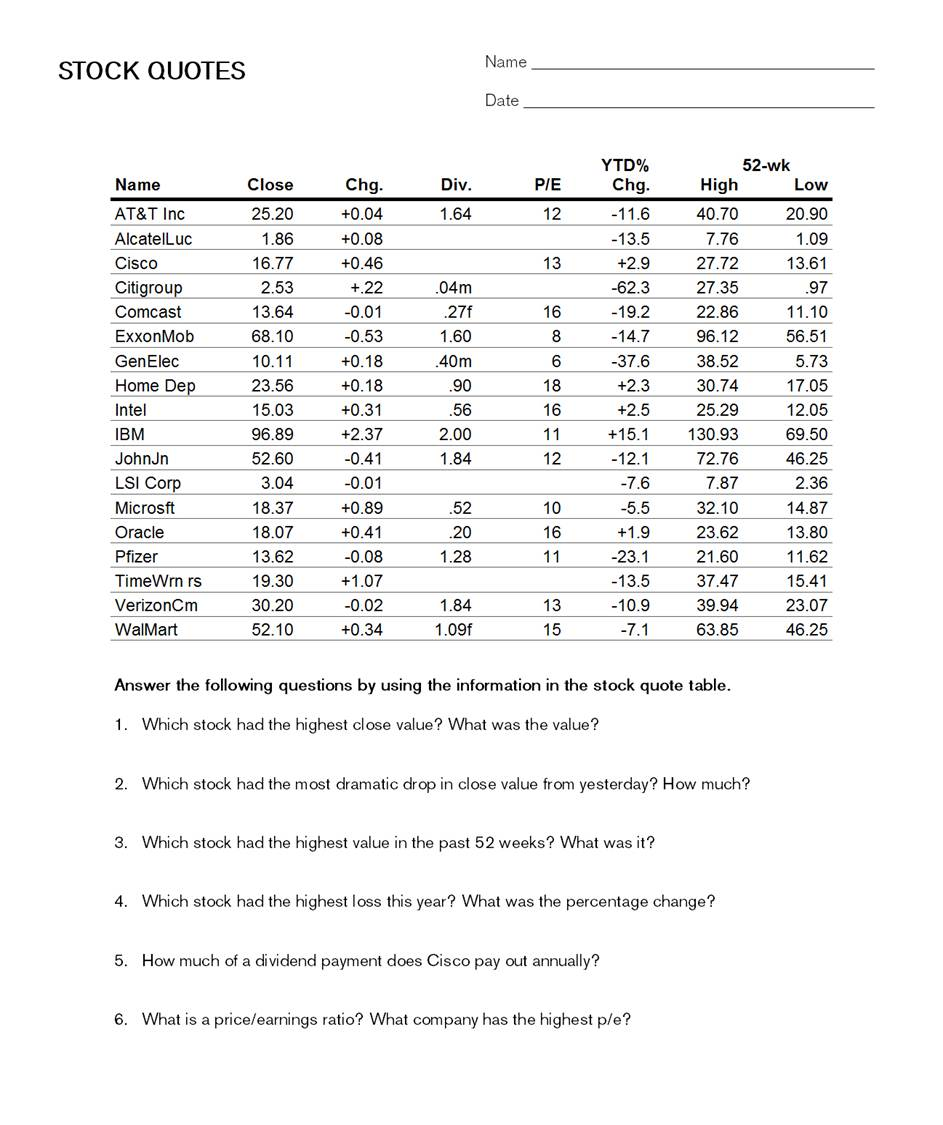 STOCK QUOTES
Name
Date
YTD% 52-wk
Name Close Chg. Div. P/E Chg. High Low
AT&T Inc 25.20 +0.04 1.64 12 -11.6 40.70 20.90
AlcatelLuc 1.86 +0.08 -13.5 7.76 1.09
Cisco 16.77 +0.46 13 +2.9 27.72 13.61
Citigroup 2.53 +.22 .04m -62.3 27.35 .97
Comcast 13.64 -0.01 .27f 16 -19.2 22.86 11.10
ExxonMob 68.10 -0.53 1.60 8 -14.7 96.12 56.51
GenElec 10.11 +0.18 .40m 6 -37.6 38.52 5.73
Home Dep 23.56 +0.18 .90 18 +2.3 30.74 17.05
Intel 15.03 +0.31 .56 16 +2.5 25.29 12.05
IBM 96.89 +2.37 2.00 11 +15.1 130.93 69.50
JohnJn 52.60 -0.41 1.84 12 -12.1 72.76 46.25
LSI Corp 3.04 -0.01 -7.6 7.87 2.36
Microsft 18.37 +0.89 .52 10 -5.5 32.10 14.87
Oracle 18.07 +0.41 .20 16 +1.9 23.62 13.80
Pfizer 13.62 -0.08 1.28 11 -23.1 21.60 11.62
TimeWrn rs 19.30 +1.07 -13.5 37.47 15.41
VerizonCm 30.20 -0.02 1.84 13 -10.9 39.94 23.07
WalMart 52.10 +0.34 1.09f 15 -7.1 63.85 46.25
Answer the following questions by using the information in the stock quote table.
1. Which stock had the highest close value? What was the value?
2. Which stock had the most dramatic drop in close value from yesterday? How much?
3. Which stock had the highest value in the past 52 weeks? What was it?
4. Which stock had the highest loss this year? What was the percentage change?
5. How much of a dividend payment does Cisco pay out annually?
6. What is a price/earnings ratio? What company has the highest p/e?